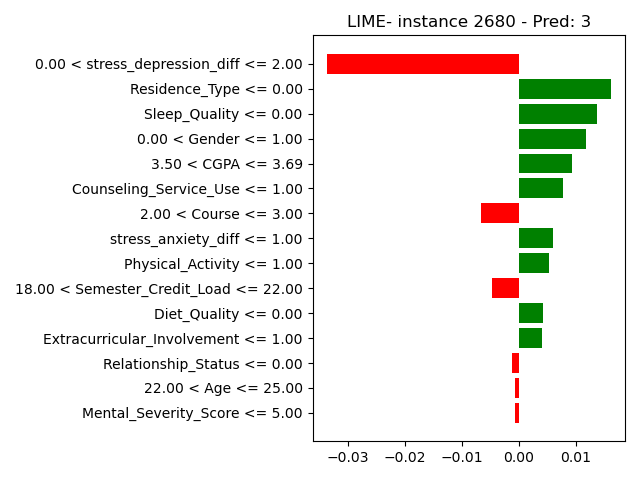 LIME- instance 2680 - Pred: 3
0.00 < stress_depression_diff <= 2.00
Residence_Type <= 0.00
Sleep_Quality <= 0.00
0.00 < Gender <= 1.00
3.50 < CGPA <= 3.69
Counseling_Service_Use <= 1.00
2.00 < Course <= 3.00
stress_anxiety_diff <= 1.00
Physical_Activity <= 1.00
18.00 < Semester_Credit_Load <= 22.00
Diet_Quality <= 0.00
Extracurricular_Involvement <= 1.00
Relationship_Status <= 0.00
22.00 < Age <= 25.00
Mental_Severity_Score <= 5.00
−0.03 −0.02 −0.01 0.00 0.01